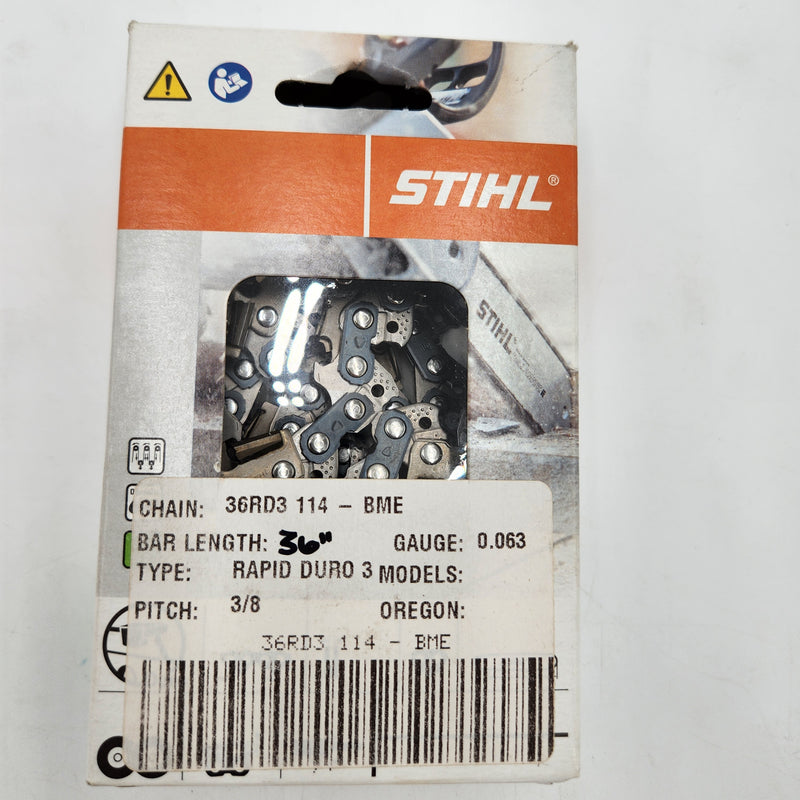 STIHL®
STIHL
CHAIN: 36RD3 114 – BME
BAR LENGTH: 36" GAUGE: 0.063
TYPE: RAPID DURO 3 MODELS:
PITCH: 3/8 OREGON:
36RD3 114 - BME